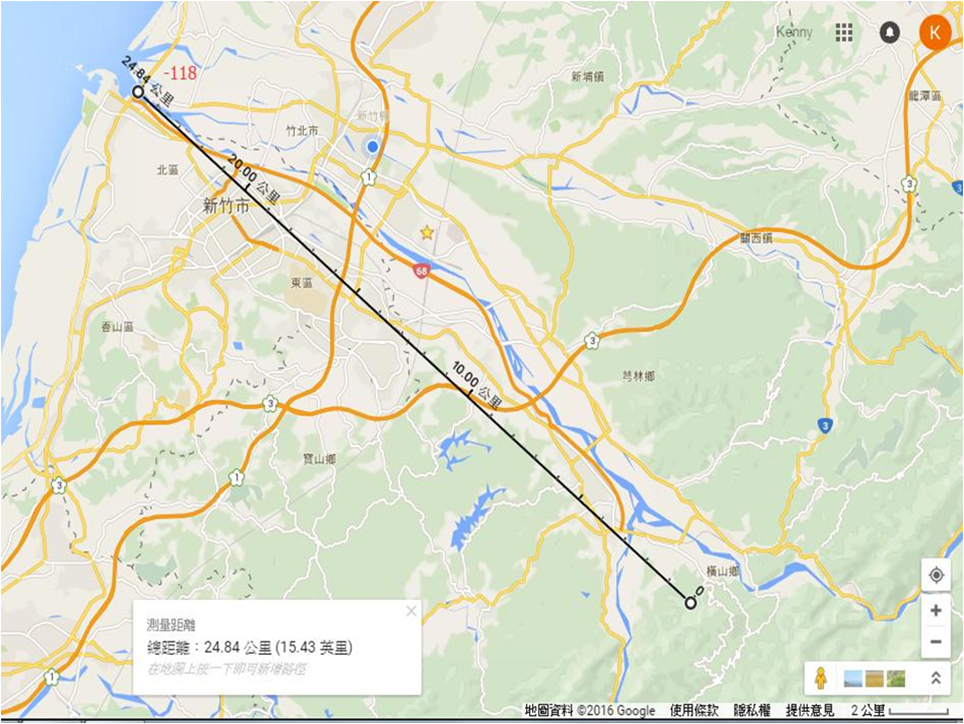 Kenny
K
24.84 公里
-118
新埔鎮
龍潭區
竹北市
北區
20.00 公里
1
3
3
新竹市
關西鎮
68
東區
香山區
3
10.00 公里
芎林鄉
3
3
寶山鄉
1
3
橫山鄉
0
1
測量距離
總距離：24.84 公里 (15.43 英里)
在地圖上按一下即可新增路徑
地圖資料 ©2016 Google 使用條款 隱私權 提供意見 2 公里